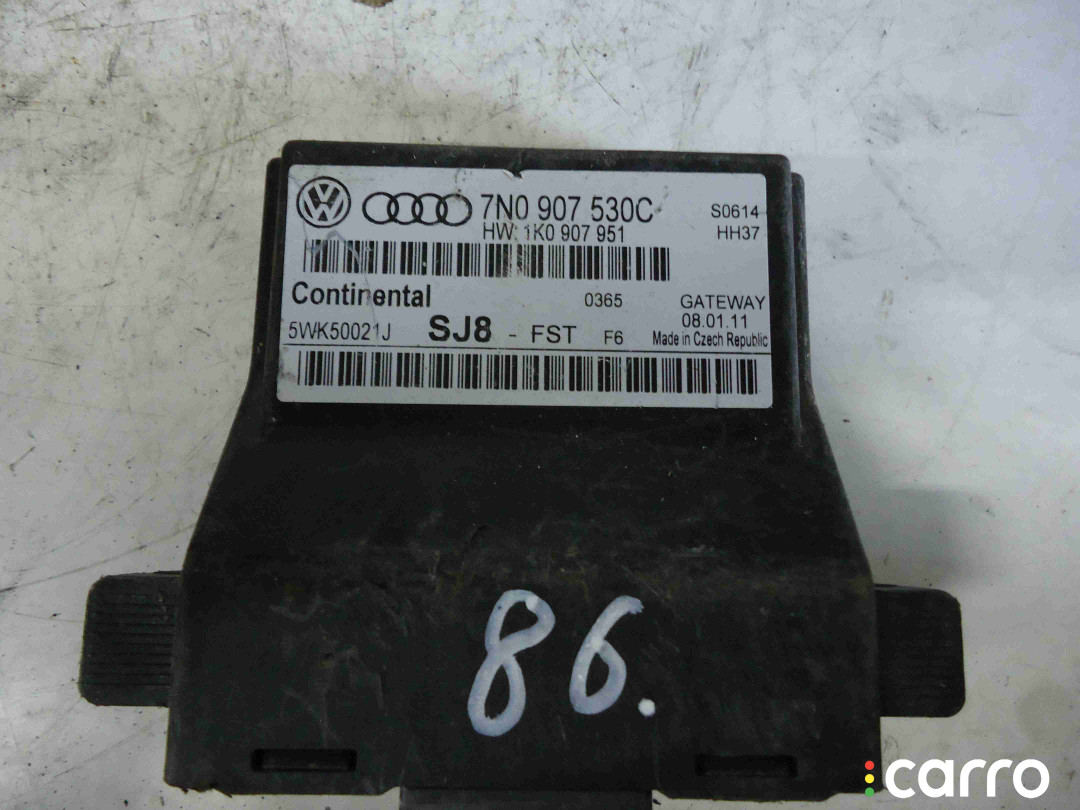 7N0 907 530C
S0614
HW: 1K0 907 951
HH37
Continental
0365
GATEWAY
08.01.11
5WK50021J
SJ8 - FST F6
Made in Czech Republic
86.
carro